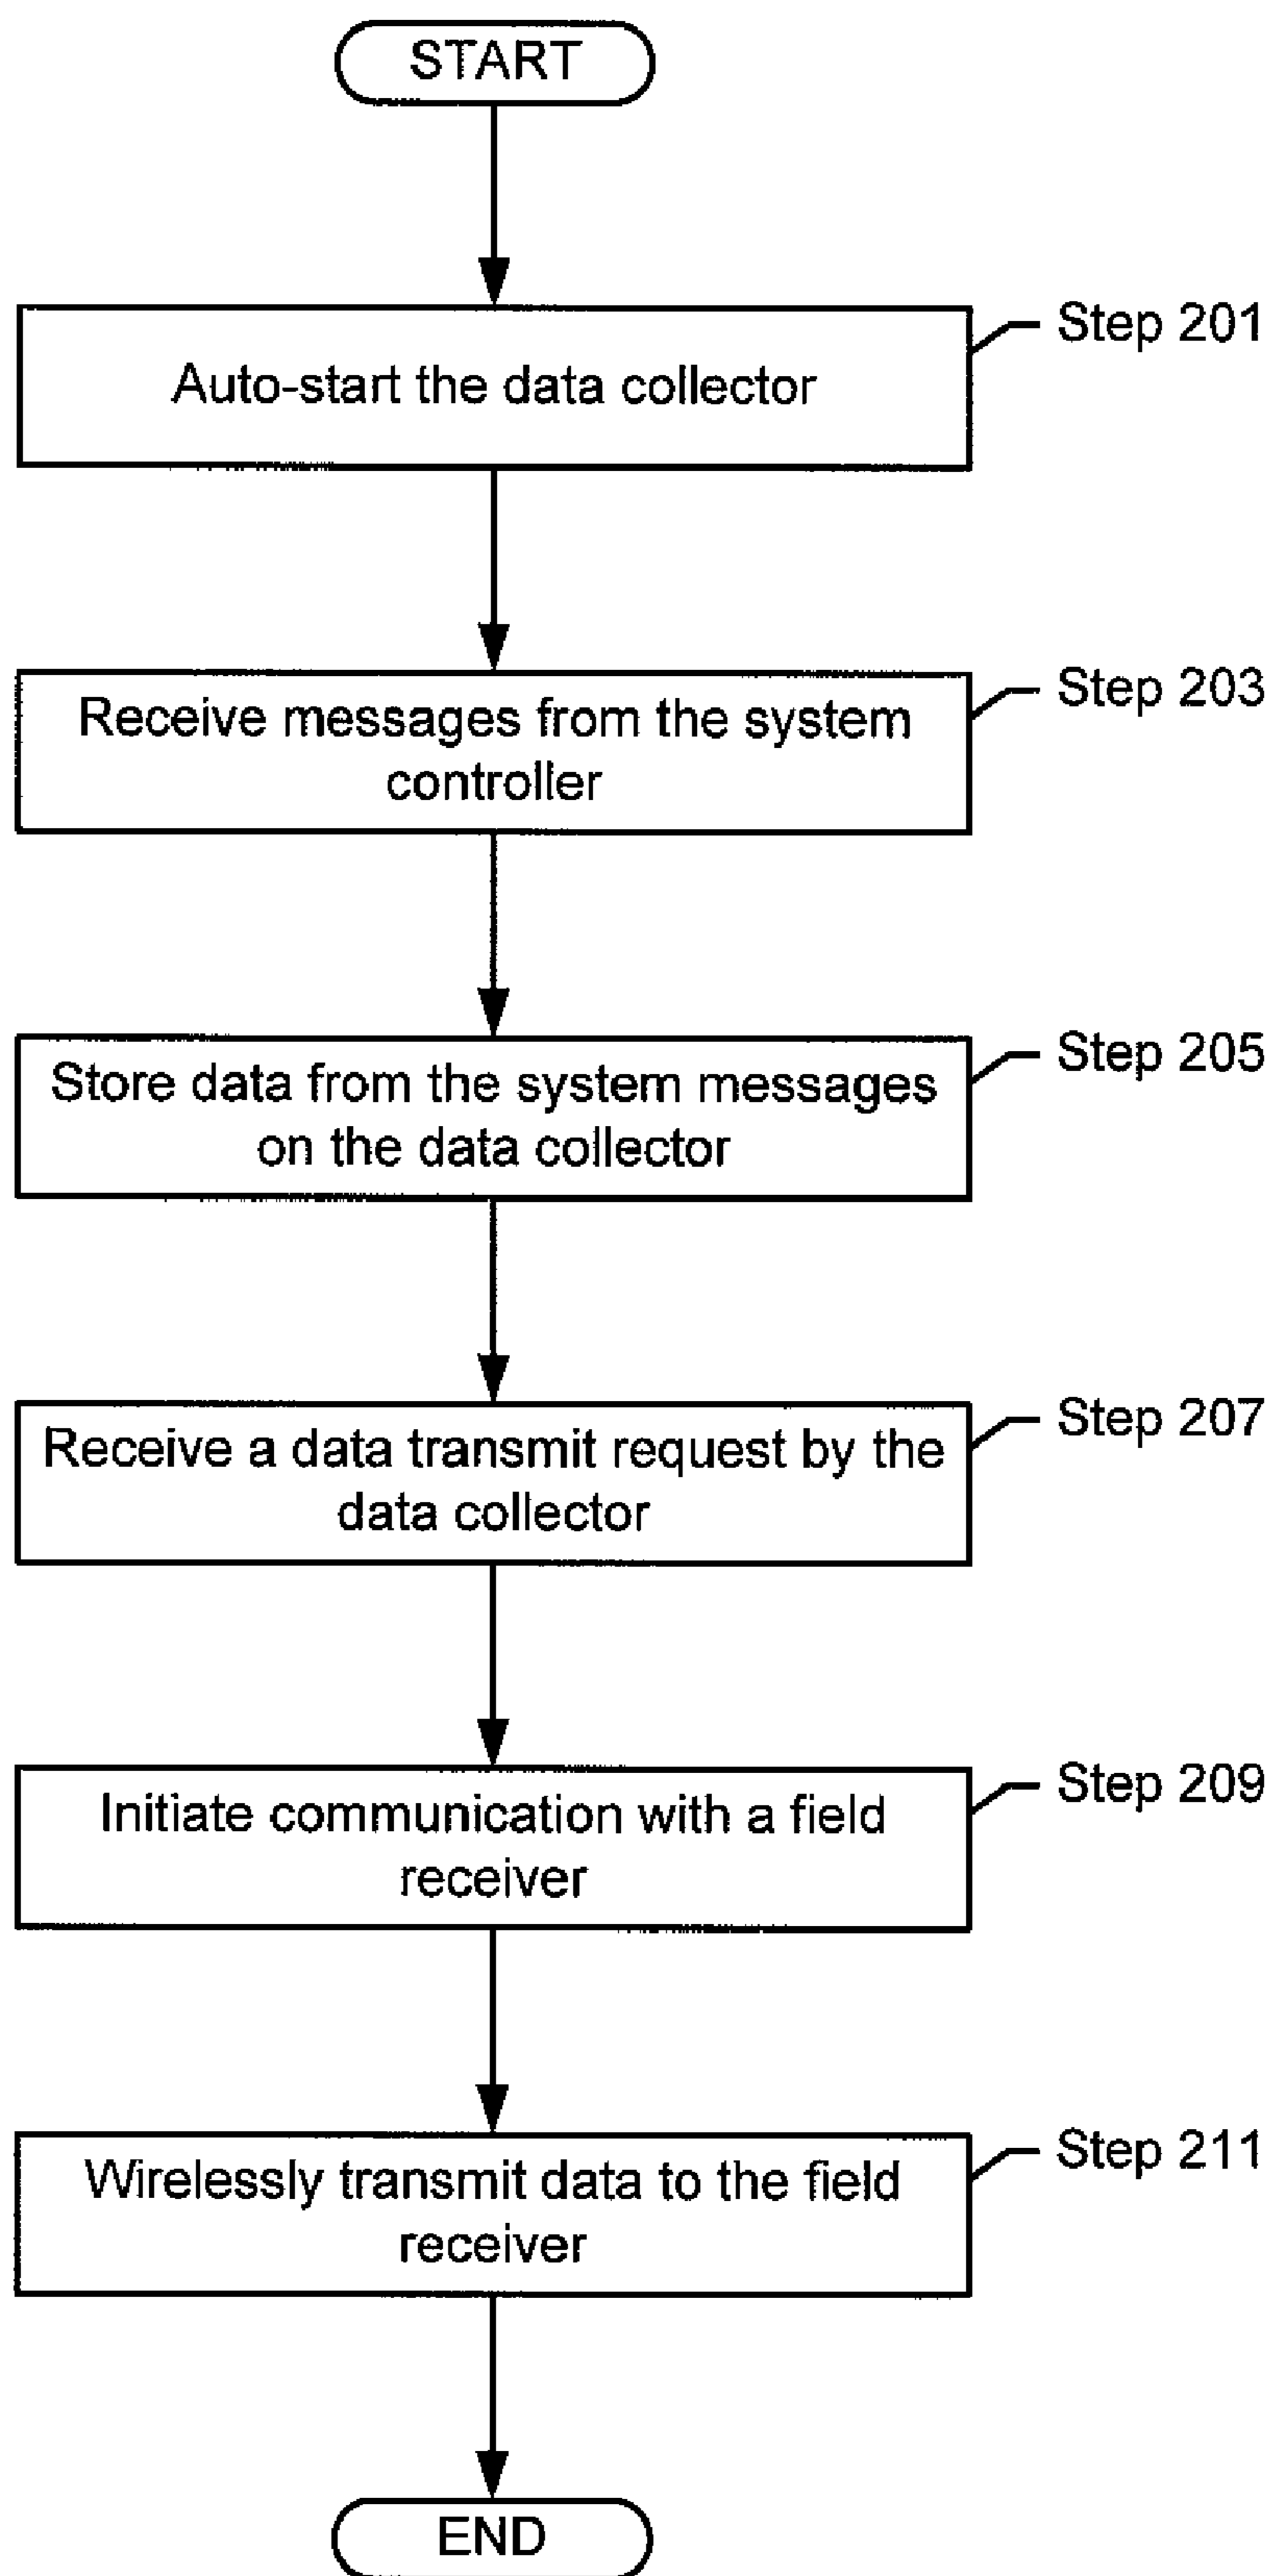 START
Step 201
Auto-start the data collector
Step 203
Receive messages from the system
controller
Step 205
Store data from the system messages
on the data collector
Step 207
Receive a data transmit request by the
data collector
Step 209
Initiate communication with a field
receiver
Step 211
Wirelessly transmit data to the field
receiver
END